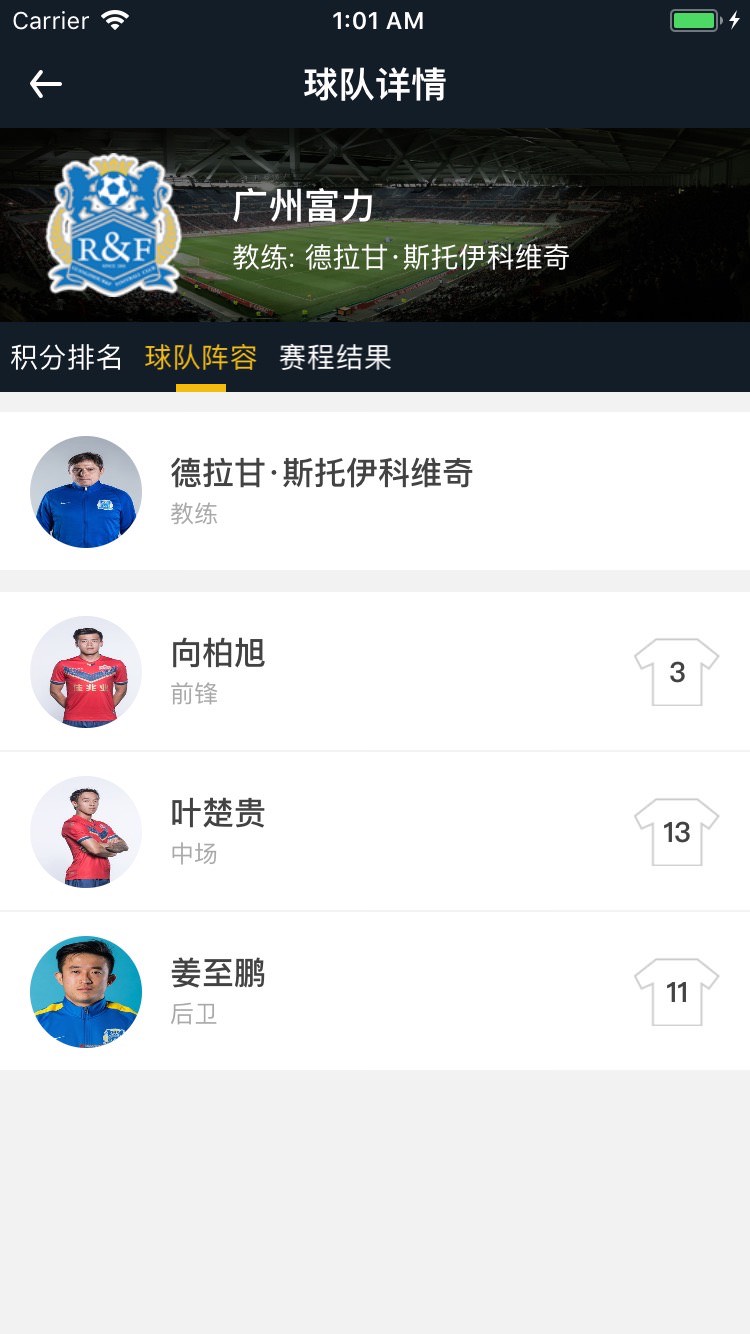 Carrier 1:01 AM
球队详情
广州富力
教练: 德拉甘·斯托伊科维奇
R&F
积分排名 球队阵容 赛程结果
德拉甘·斯托伊科维奇
教练
向柏旭
前锋
3
佳兆业
叶楚贵
中场
13
姜至鹏
后卫
11